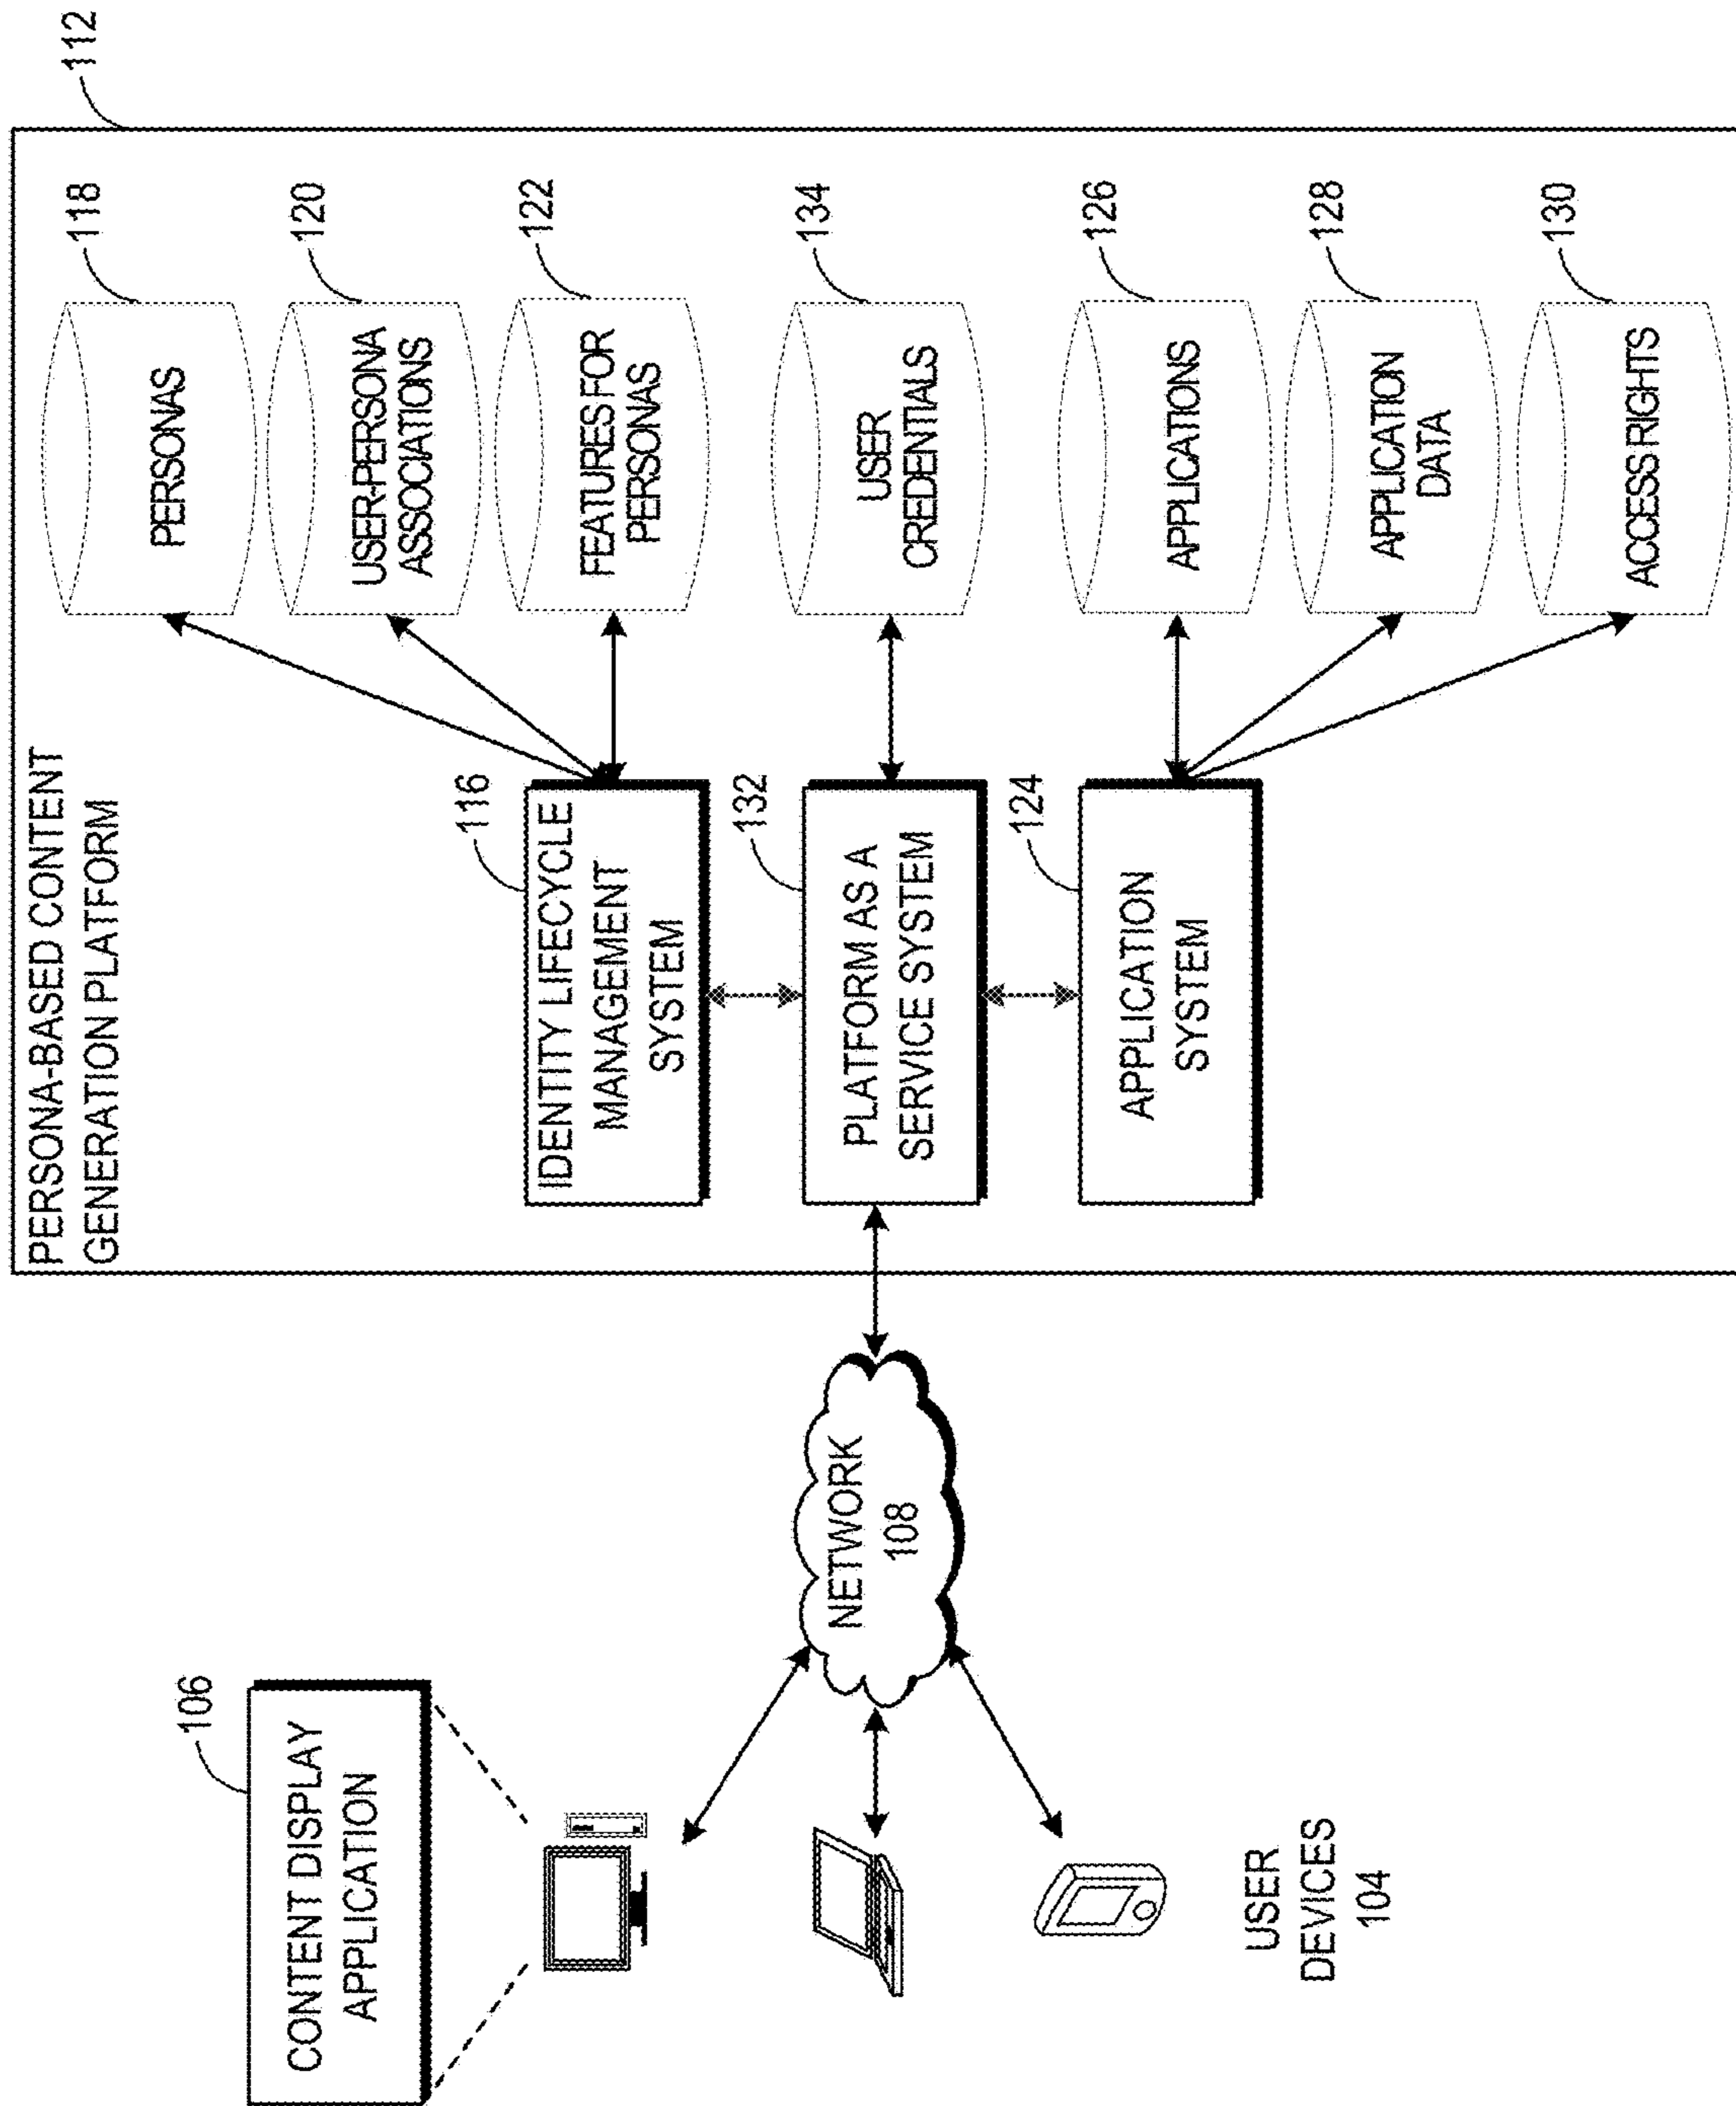 112
PERSONA-BASED CONTENT
GENERATION PLATFORM
118
PERSONAS
120
USER-PERSONA
ASSOCIATIONS
122
FEATURES FOR
PERSONAS
134
USER
CREDENTIALS
126
APPLICATIONS
128
APPLICATION
DATA
130
ACCESS RIGHTS
116
IDENTITY LIFECYCLE
MANAGEMENT
SYSTEM
132
PLATFORM AS A
SERVICE SYSTEM
124
APPLICATION
SYSTEM
NETWORK
108
106
CONTENT DISPLAY
APPLICATION
USER
DEVICES
104